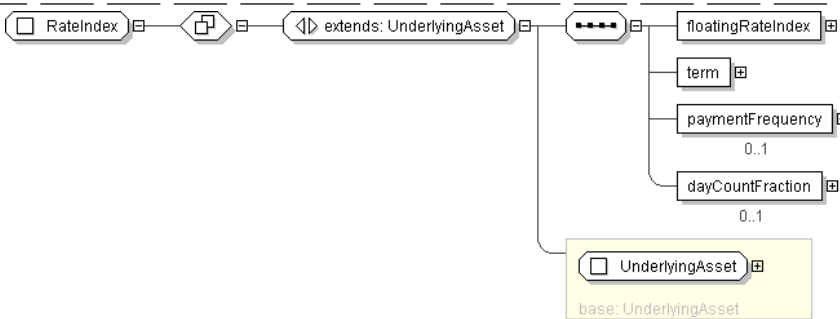 RateIndex
extends: UnderlyingAsset
floatingRateIndex
term
paymentFrequency
0..1
dayCountFraction
0..1
UnderlyingAsset
base: UnderlyingAsset